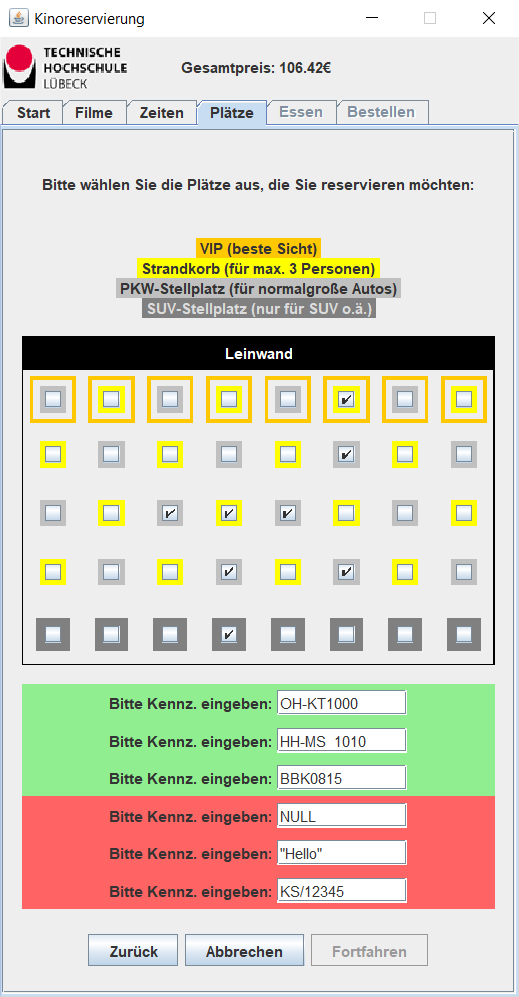 Kinoreservierung
TECHNISCHE
HOCHSCHULE
LÜBECK
Gesamtpreis: 106.42€
Start Filme Zeiten Plätze Essen Bestellen
Bitte wählen Sie die Plätze aus, die Sie reservieren möchten:
VIP (beste Sicht)
Strandkorb (für max. 3 Personen)
PKW-Stellplatz (für normalgroße Autos)
SUV-Stellplatz (nur für SUV o.ä.)
Leinwand
Bitte Kennz. eingeben: OH-KT1000
Bitte Kennz. eingeben: HH-MS 1010
Bitte Kennz. eingeben: BBK0815
Bitte Kennz. eingeben: NULL
Bitte Kennz. eingeben: "Hello"
Bitte Kennz. eingeben: KS/12345
Zurück Abbrechen Fortfahren